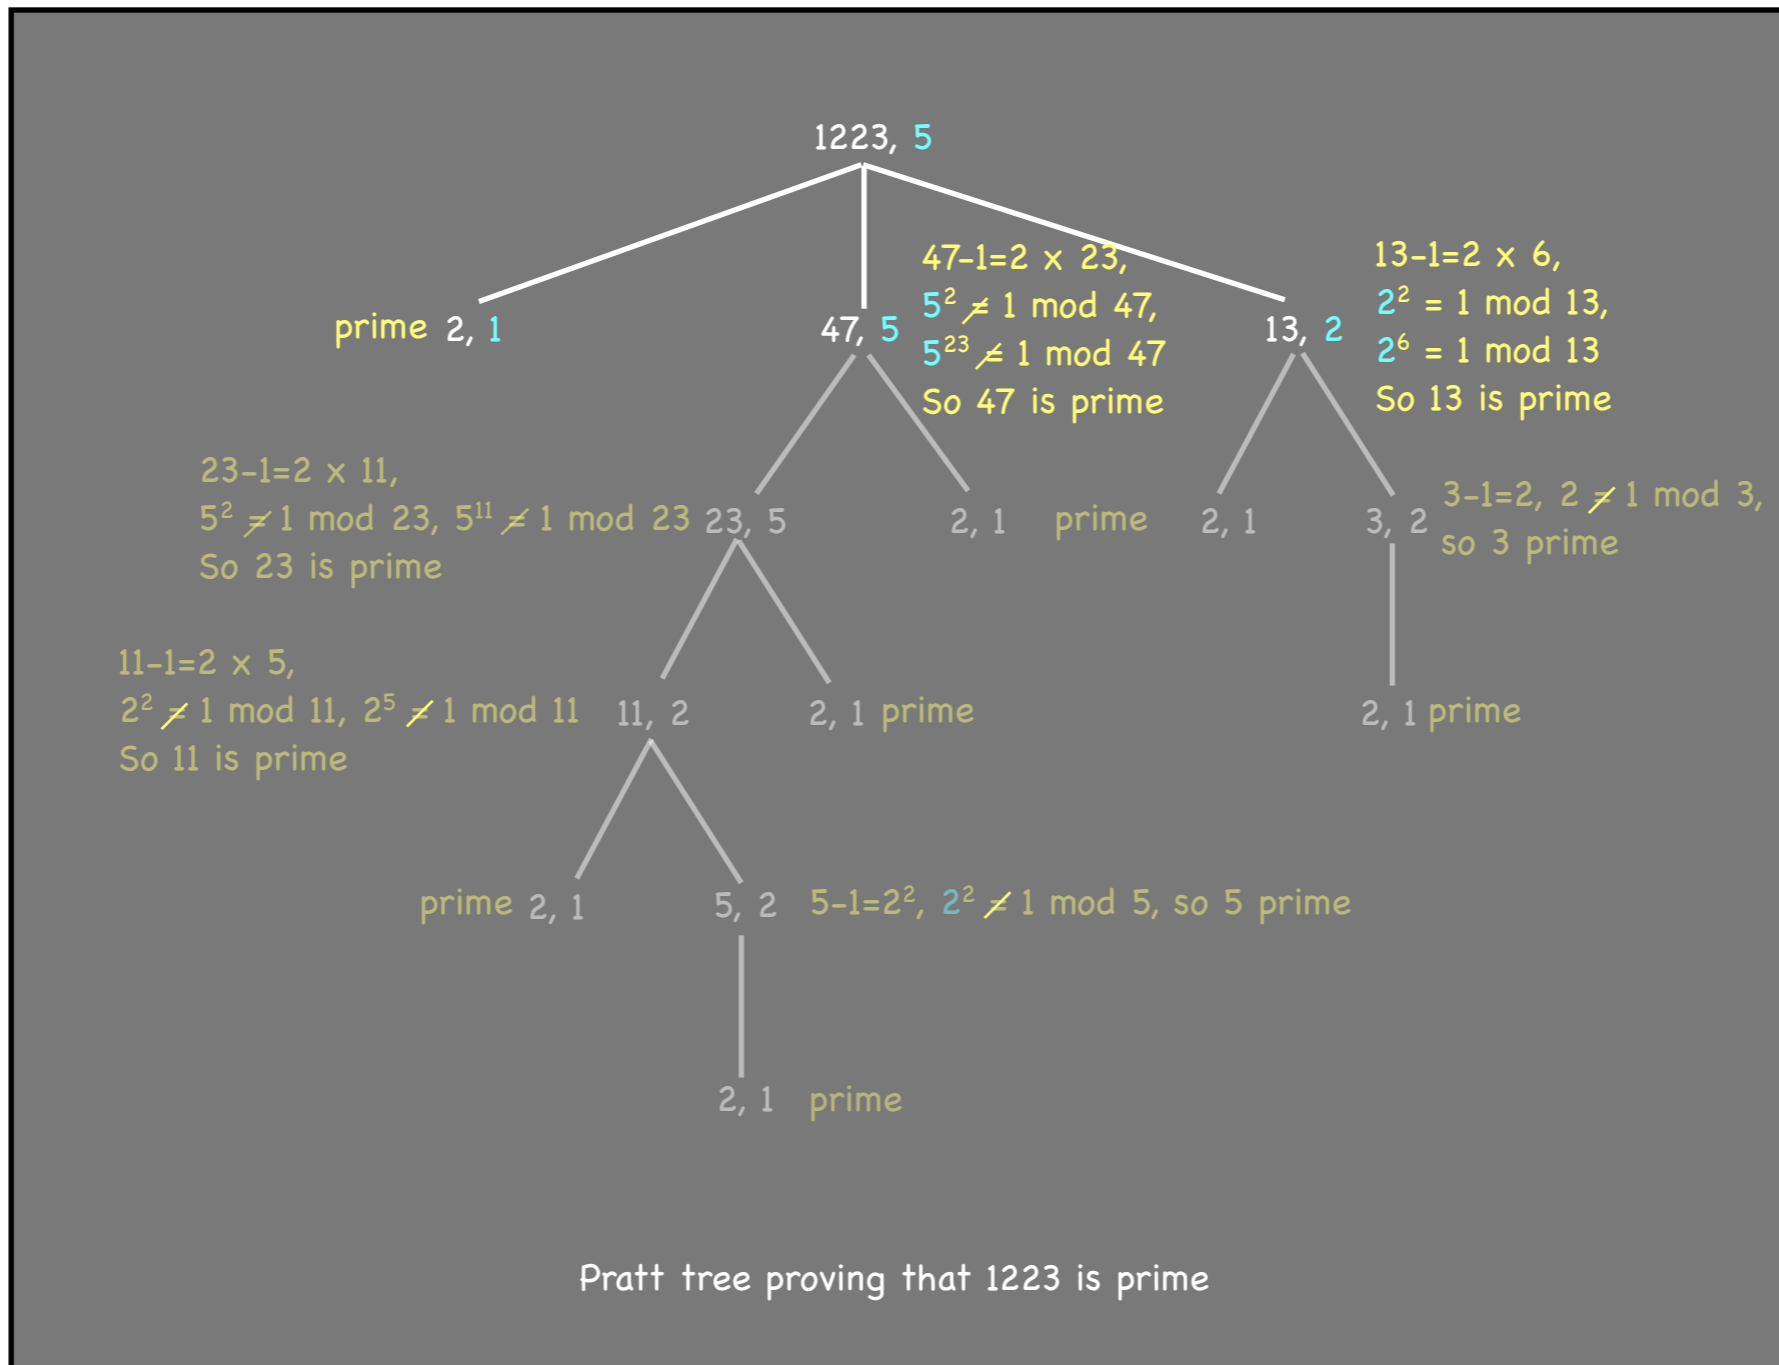 1223, 5
47-1=2 x 23,
5² ≠ 1 mod 47,
5²³ ≠ 1 mod 47
So 47 is prime
13-1=2 x 6,
2² = 1 mod 13,
2⁶ = 1 mod 13
So 13 is prime
prime 2, 1
47, 5
13, 2
23-1=2 x 11,
5² ≠ 1 mod 23, 5¹¹ ≠ 1 mod 23
So 23 is prime
23, 5
2, 1 prime
2, 1
3, 2
3-1=2, 2 ≠ 1 mod 3,
so 3 prime
11-1=2 x 5,
2² ≠ 1 mod 11, 2⁵ ≠ 1 mod 11
So 11 is prime
11, 2
2, 1 prime
2, 1 prime
prime 2, 1
5, 2
5-1=2², 2² ≠ 1 mod 5, so 5 prime
2, 1 prime
Pratt tree proving that 1223 is prime